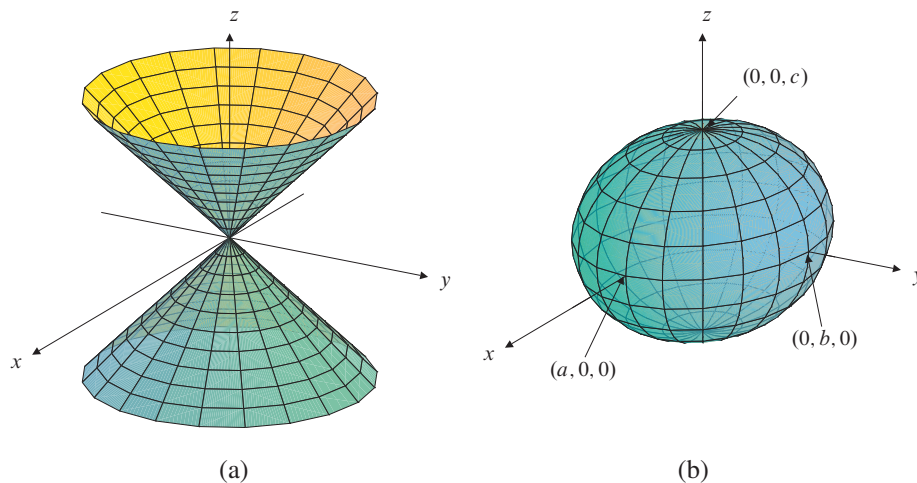 z
y
x
(a)
z
(0, 0, c)
y
x
(a, 0, 0)
(0, b, 0)
(b)